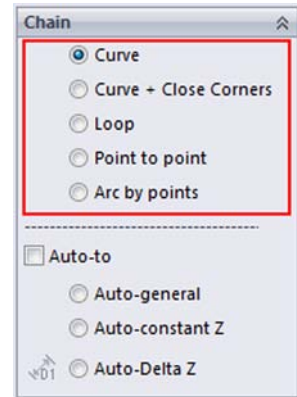 Chain
Curve
Curve + Close Corners
Loop
Point to point
Arc by points
Auto-to
Auto-general
Auto-constant Z
D1 Auto-Delta Z